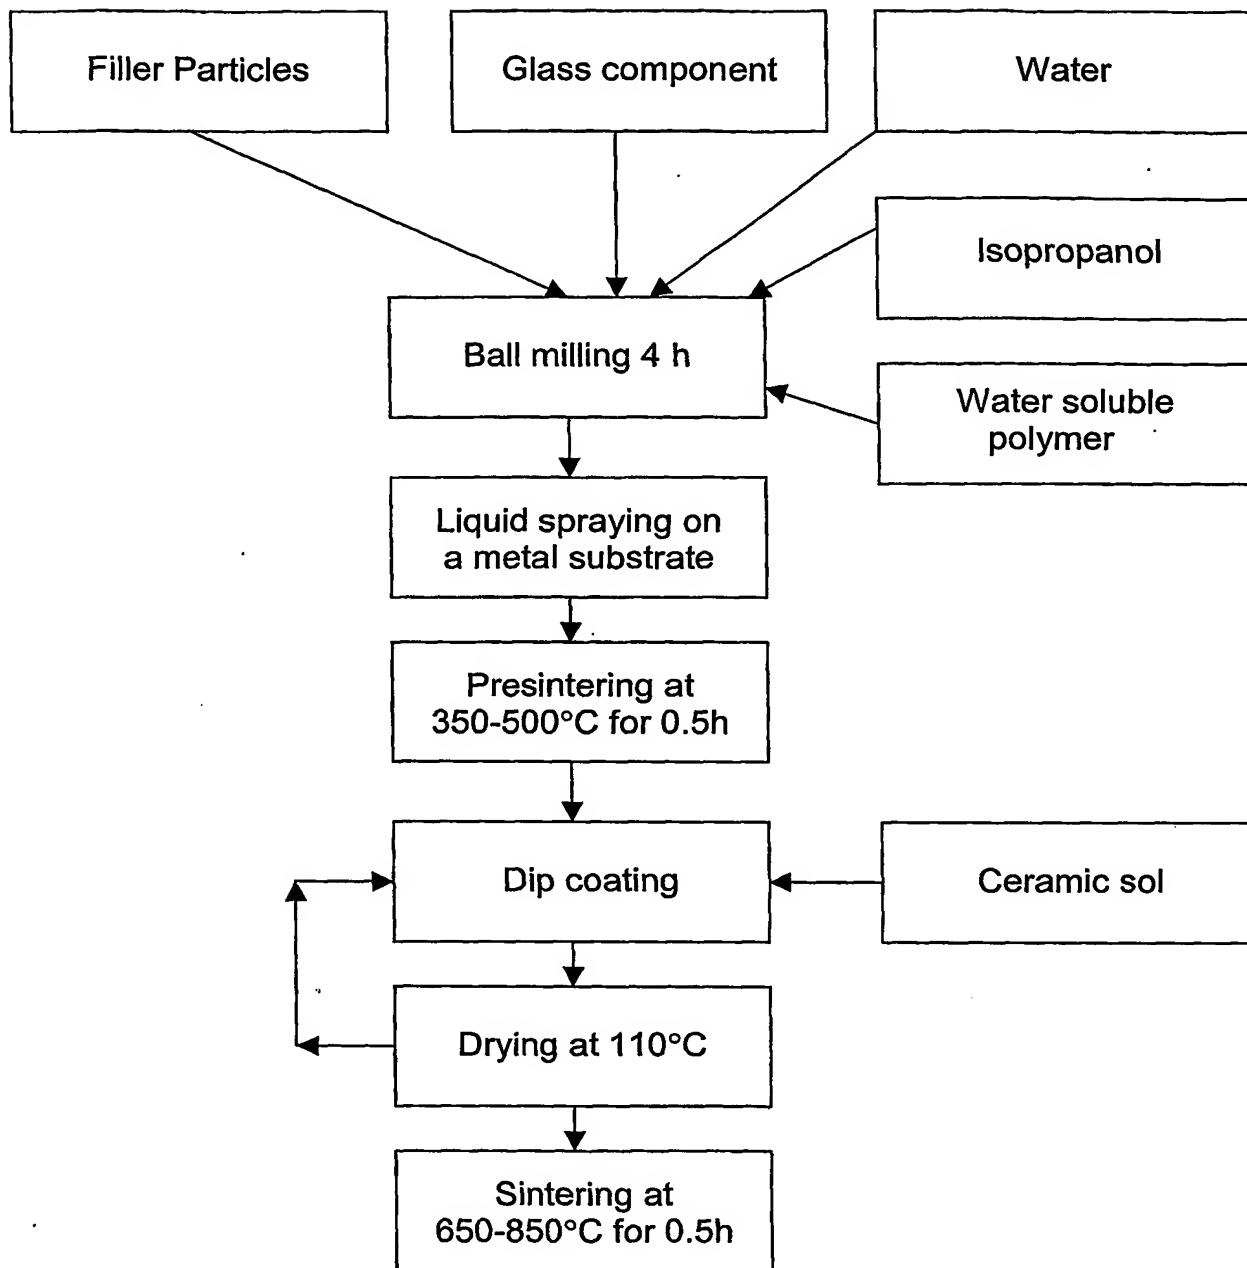 Filler Particles
Glass component
Water
Isopropanol
Ball milling 4 h
Water soluble
polymer
Liquid spraying on
a metal substrate
Presintering at
350-500°C for 0.5h
Dip coating
Ceramic sol
Drying at 110°C
Sintering at
650-850°C for 0.5h